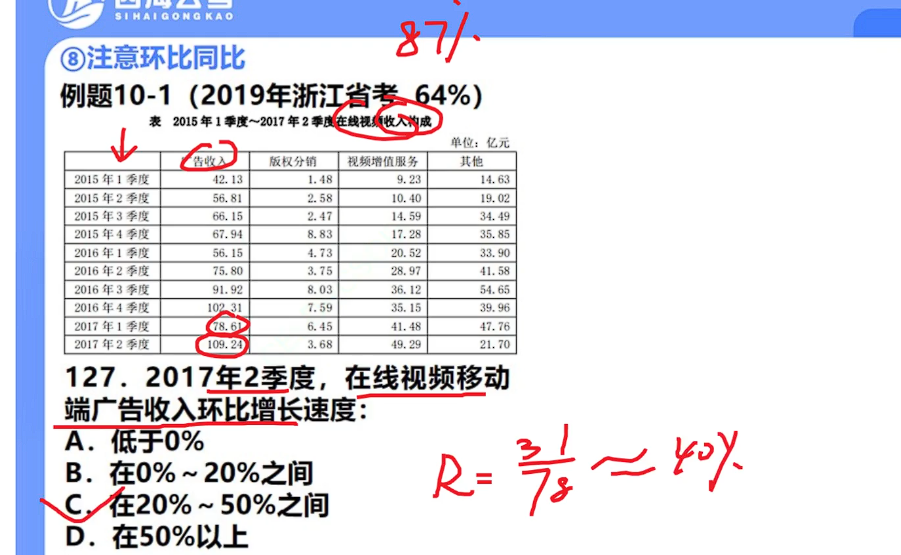 四海公考
SIHAIGONGKAO
87%
⑧注意环比同比
例题10-1（2019年浙江省考 64%）
表 2015年1季度～2017年2季度在线视频收入构成
单位：亿元
广告收入 版权分销 视频增值服务 其他
2015年1季度 42.13 1.48 9.23 14.63
2015年2季度 56.81 2.58 10.40 19.02
2015年3季度 66.15 2.47 14.59 34.49
2015年4季度 67.94 8.83 17.28 35.85
2016年1季度 56.15 4.73 20.52 33.90
2016年2季度 75.80 3.75 28.97 41.58
2016年3季度 91.92 8.03 36.12 54.65
2016年4季度 102.31 7.59 35.15 39.96
2017年1季度 78.61 6.45 41.48 47.76
2017年2季度 109.24 3.68 49.29 21.70
127．2017年2季度，在线视频移动
端广告收入环比增长速度：
A．低于0%
B．在0%～20%之间
C．在20%～50%之间
D．在50%以上
R=31/78≈40%